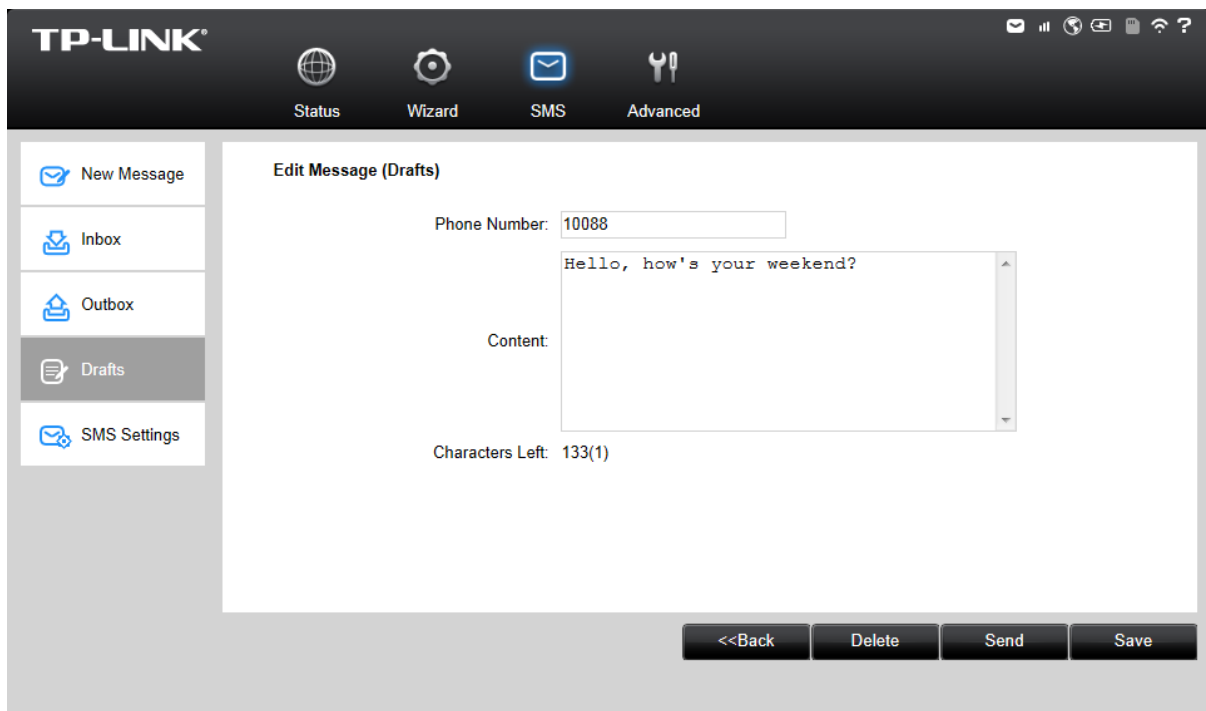 TP-LINK®
?
Status Wizard SMS Advanced
New Message
Inbox
Outbox
Drafts
SMS Settings
Edit Message (Drafts)
Phone Number: 10088
Content: Hello, how's your weekend?
Characters Left: 133(1)
<<Back Delete Send Save